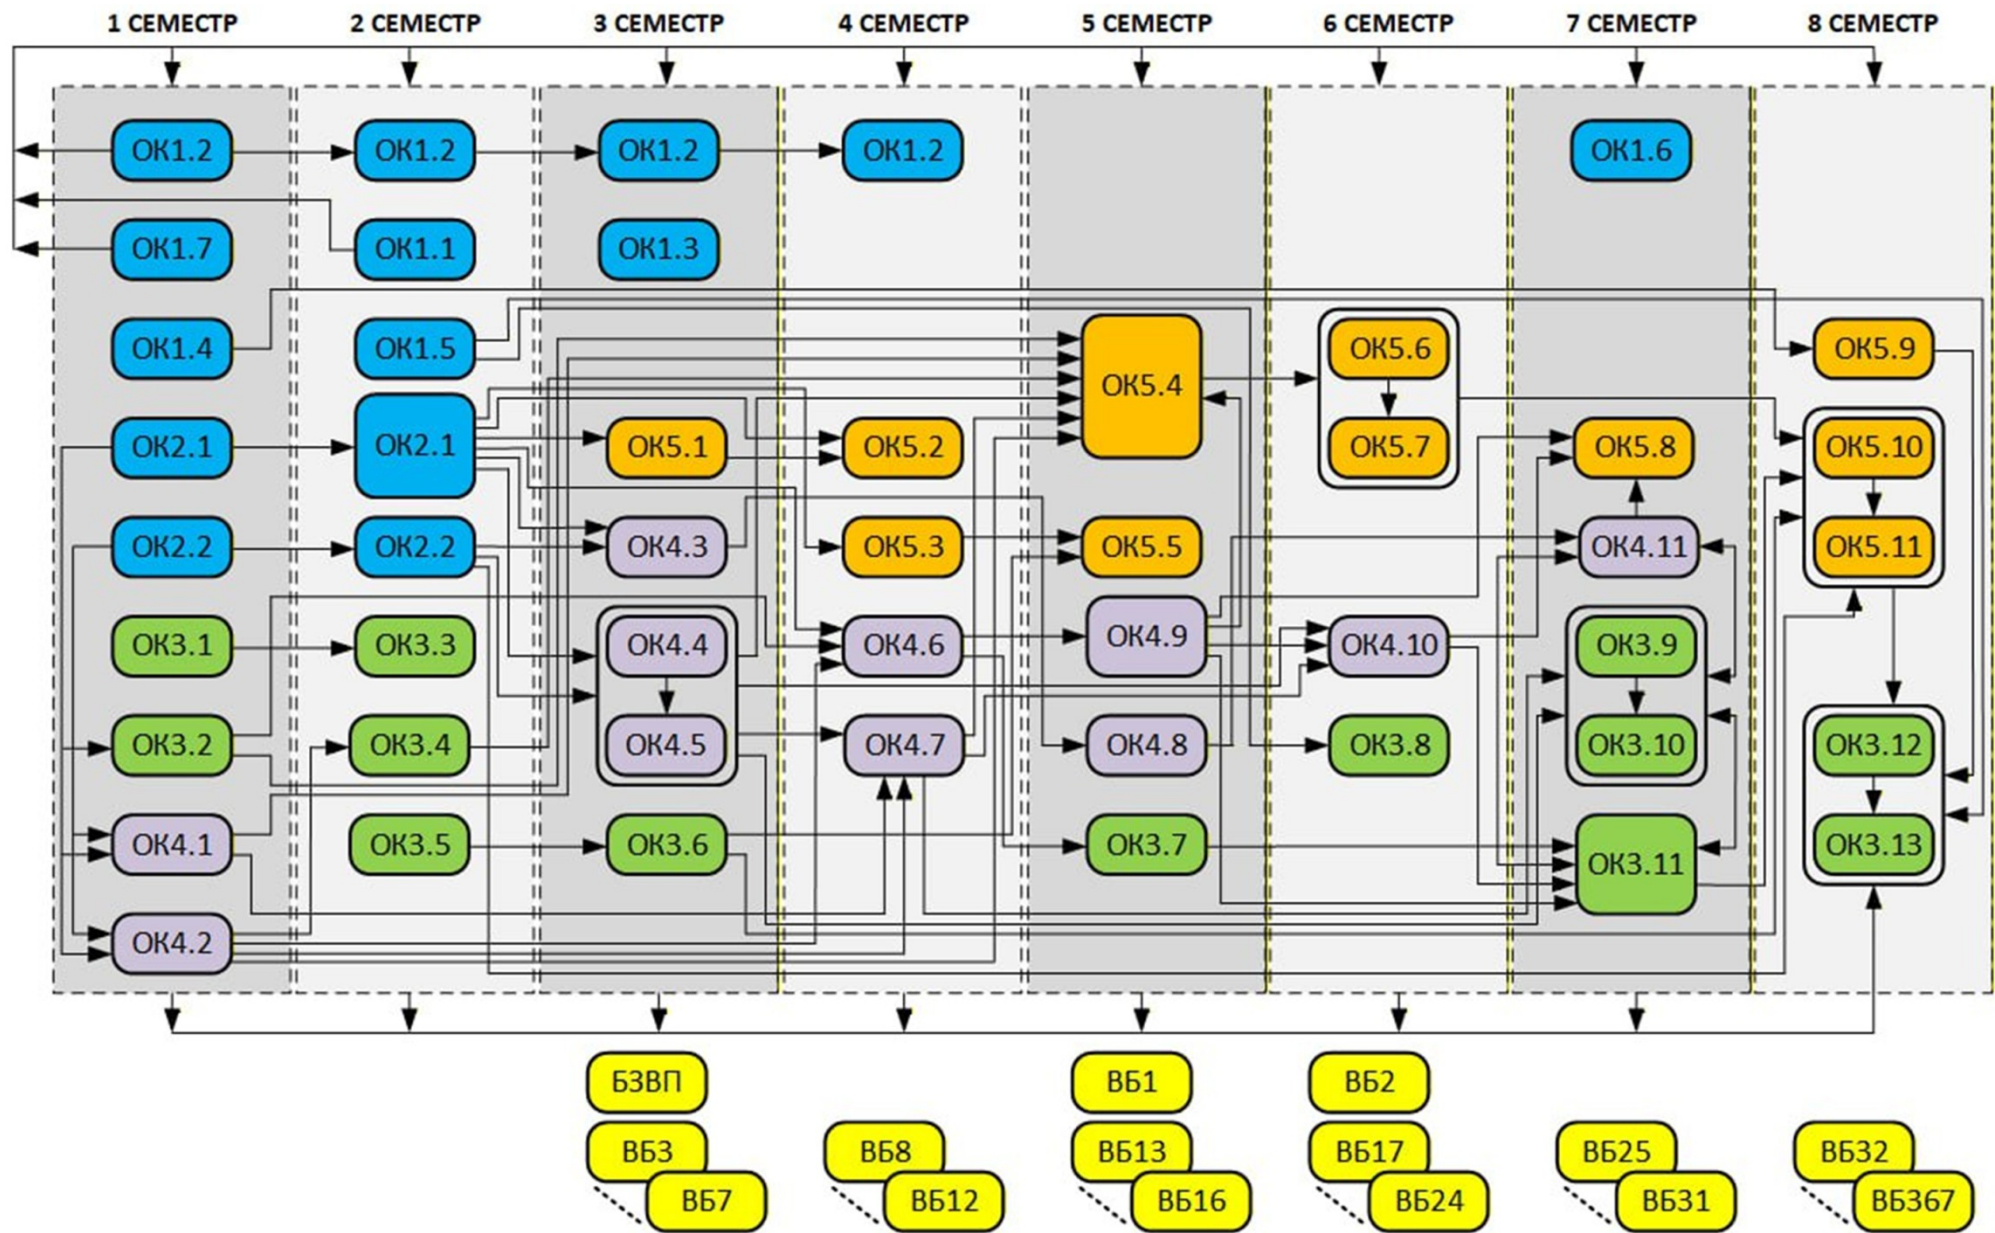 1 СЕМЕСТР 2 СЕМЕСТР 3 СЕМЕСТР 4 СЕМЕСТР 5 СЕМЕСТР 6 СЕМЕСТР 7 СЕМЕСТР 8 СЕМЕСТР
ОК1.2 ОК1.2 ОК1.2 ОК1.2 ОК1.6
ОК1.7 ОК1.1 ОК1.3
ОК1.4 ОК1.5 ОК5.4 ОК5.6 ОК5.9
ОК2.1 ОК2.1 ОК5.1 ОК5.2 ОК5.7 ОК5.8 ОК5.10
ОК2.2 ОК2.2 ОК4.3 ОК5.3 ОК5.5 ОК4.11 ОК5.11
ОК3.1 ОК3.3 ОК4.4 ОК4.6 ОК4.9 ОК4.10 ОК3.9
ОК3.2 ОК3.4 ОК4.5 ОК4.7 ОК4.8 ОК3.8 ОК3.10 ОК3.12
ОК4.1 ОК3.5 ОК3.6 ОК3.7 ОК3.11 ОК3.13
ОК4.2
БЗВП ВБ1 ВБ2
ВБ3 ВБ8 ВБ13 ВБ17 ВБ25 ВБ32
ВБ7 ВБ12 ВБ16 ВБ24 ВБ31 ВБ367